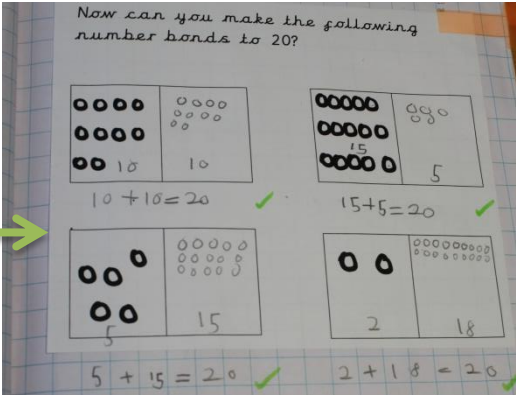 Now can you make the following
number bonds to 20?
10 10
15 5
10 + 10 = 20
15 + 5 = 20
5 15
2 18
5 + 15 = 20
2 + 18 = 20